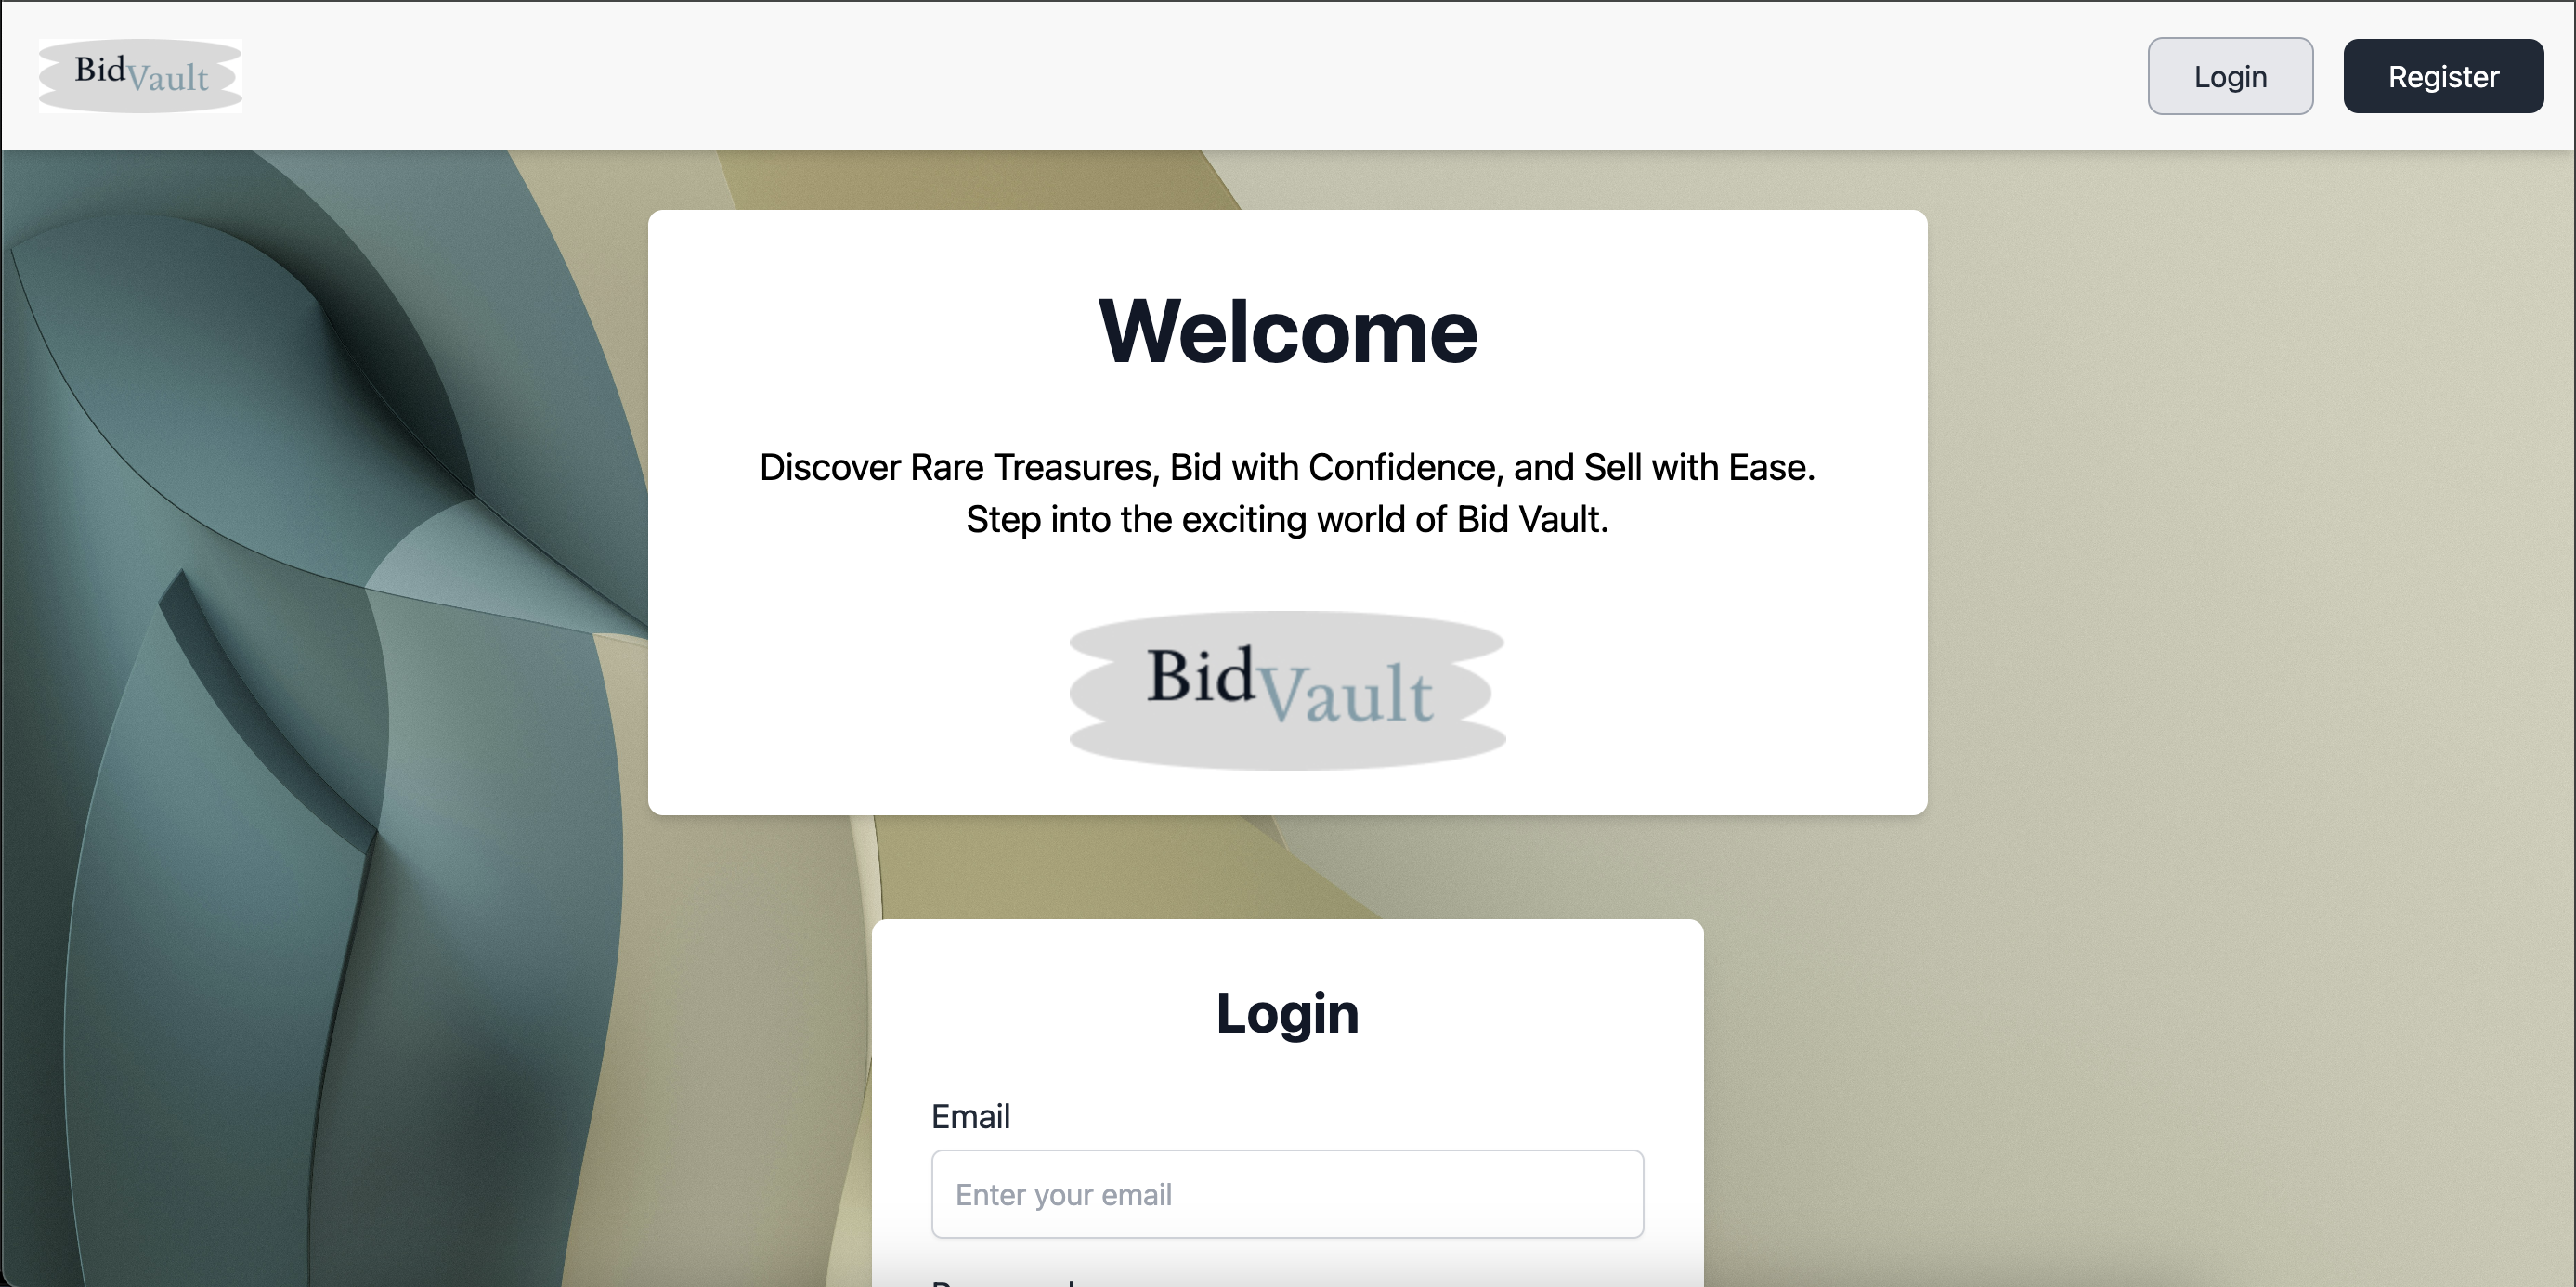 BidVault
Login
Register
Welcome
Discover Rare Treasures, Bid with Confidence, and Sell with Ease.
Step into the exciting world of Bid Vault.
BidVault
Login
Email
Enter your email